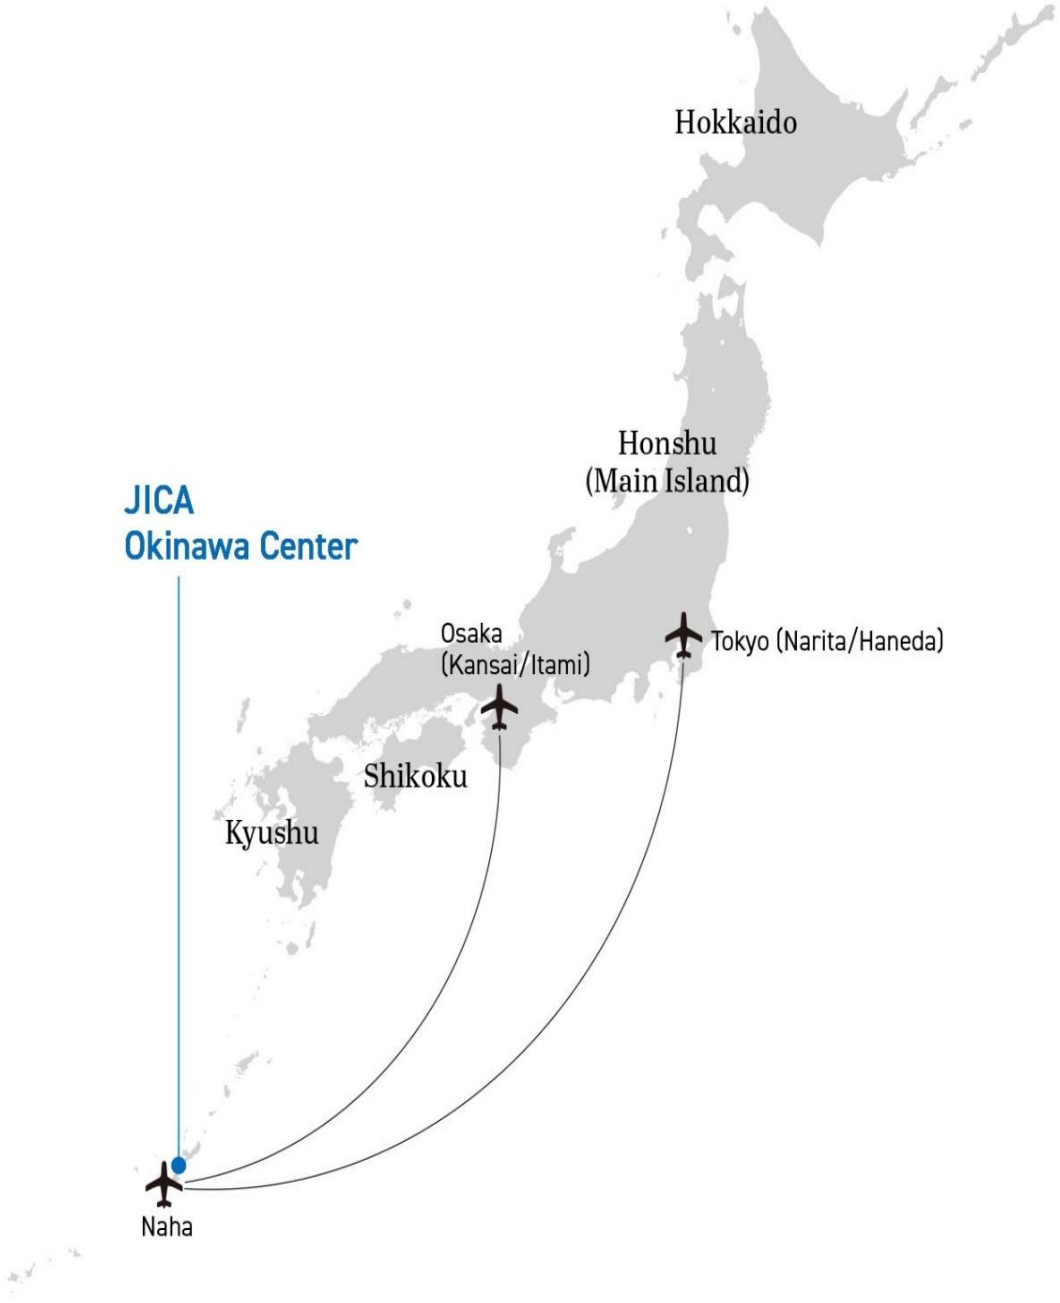 Hokkaido
Honshu
(Main Island)
JICA
Okinawa Center
Osaka
(Kansai/Itami)
Tokyo (Narita/Haneda)
Shikoku
Kyushu
Naha